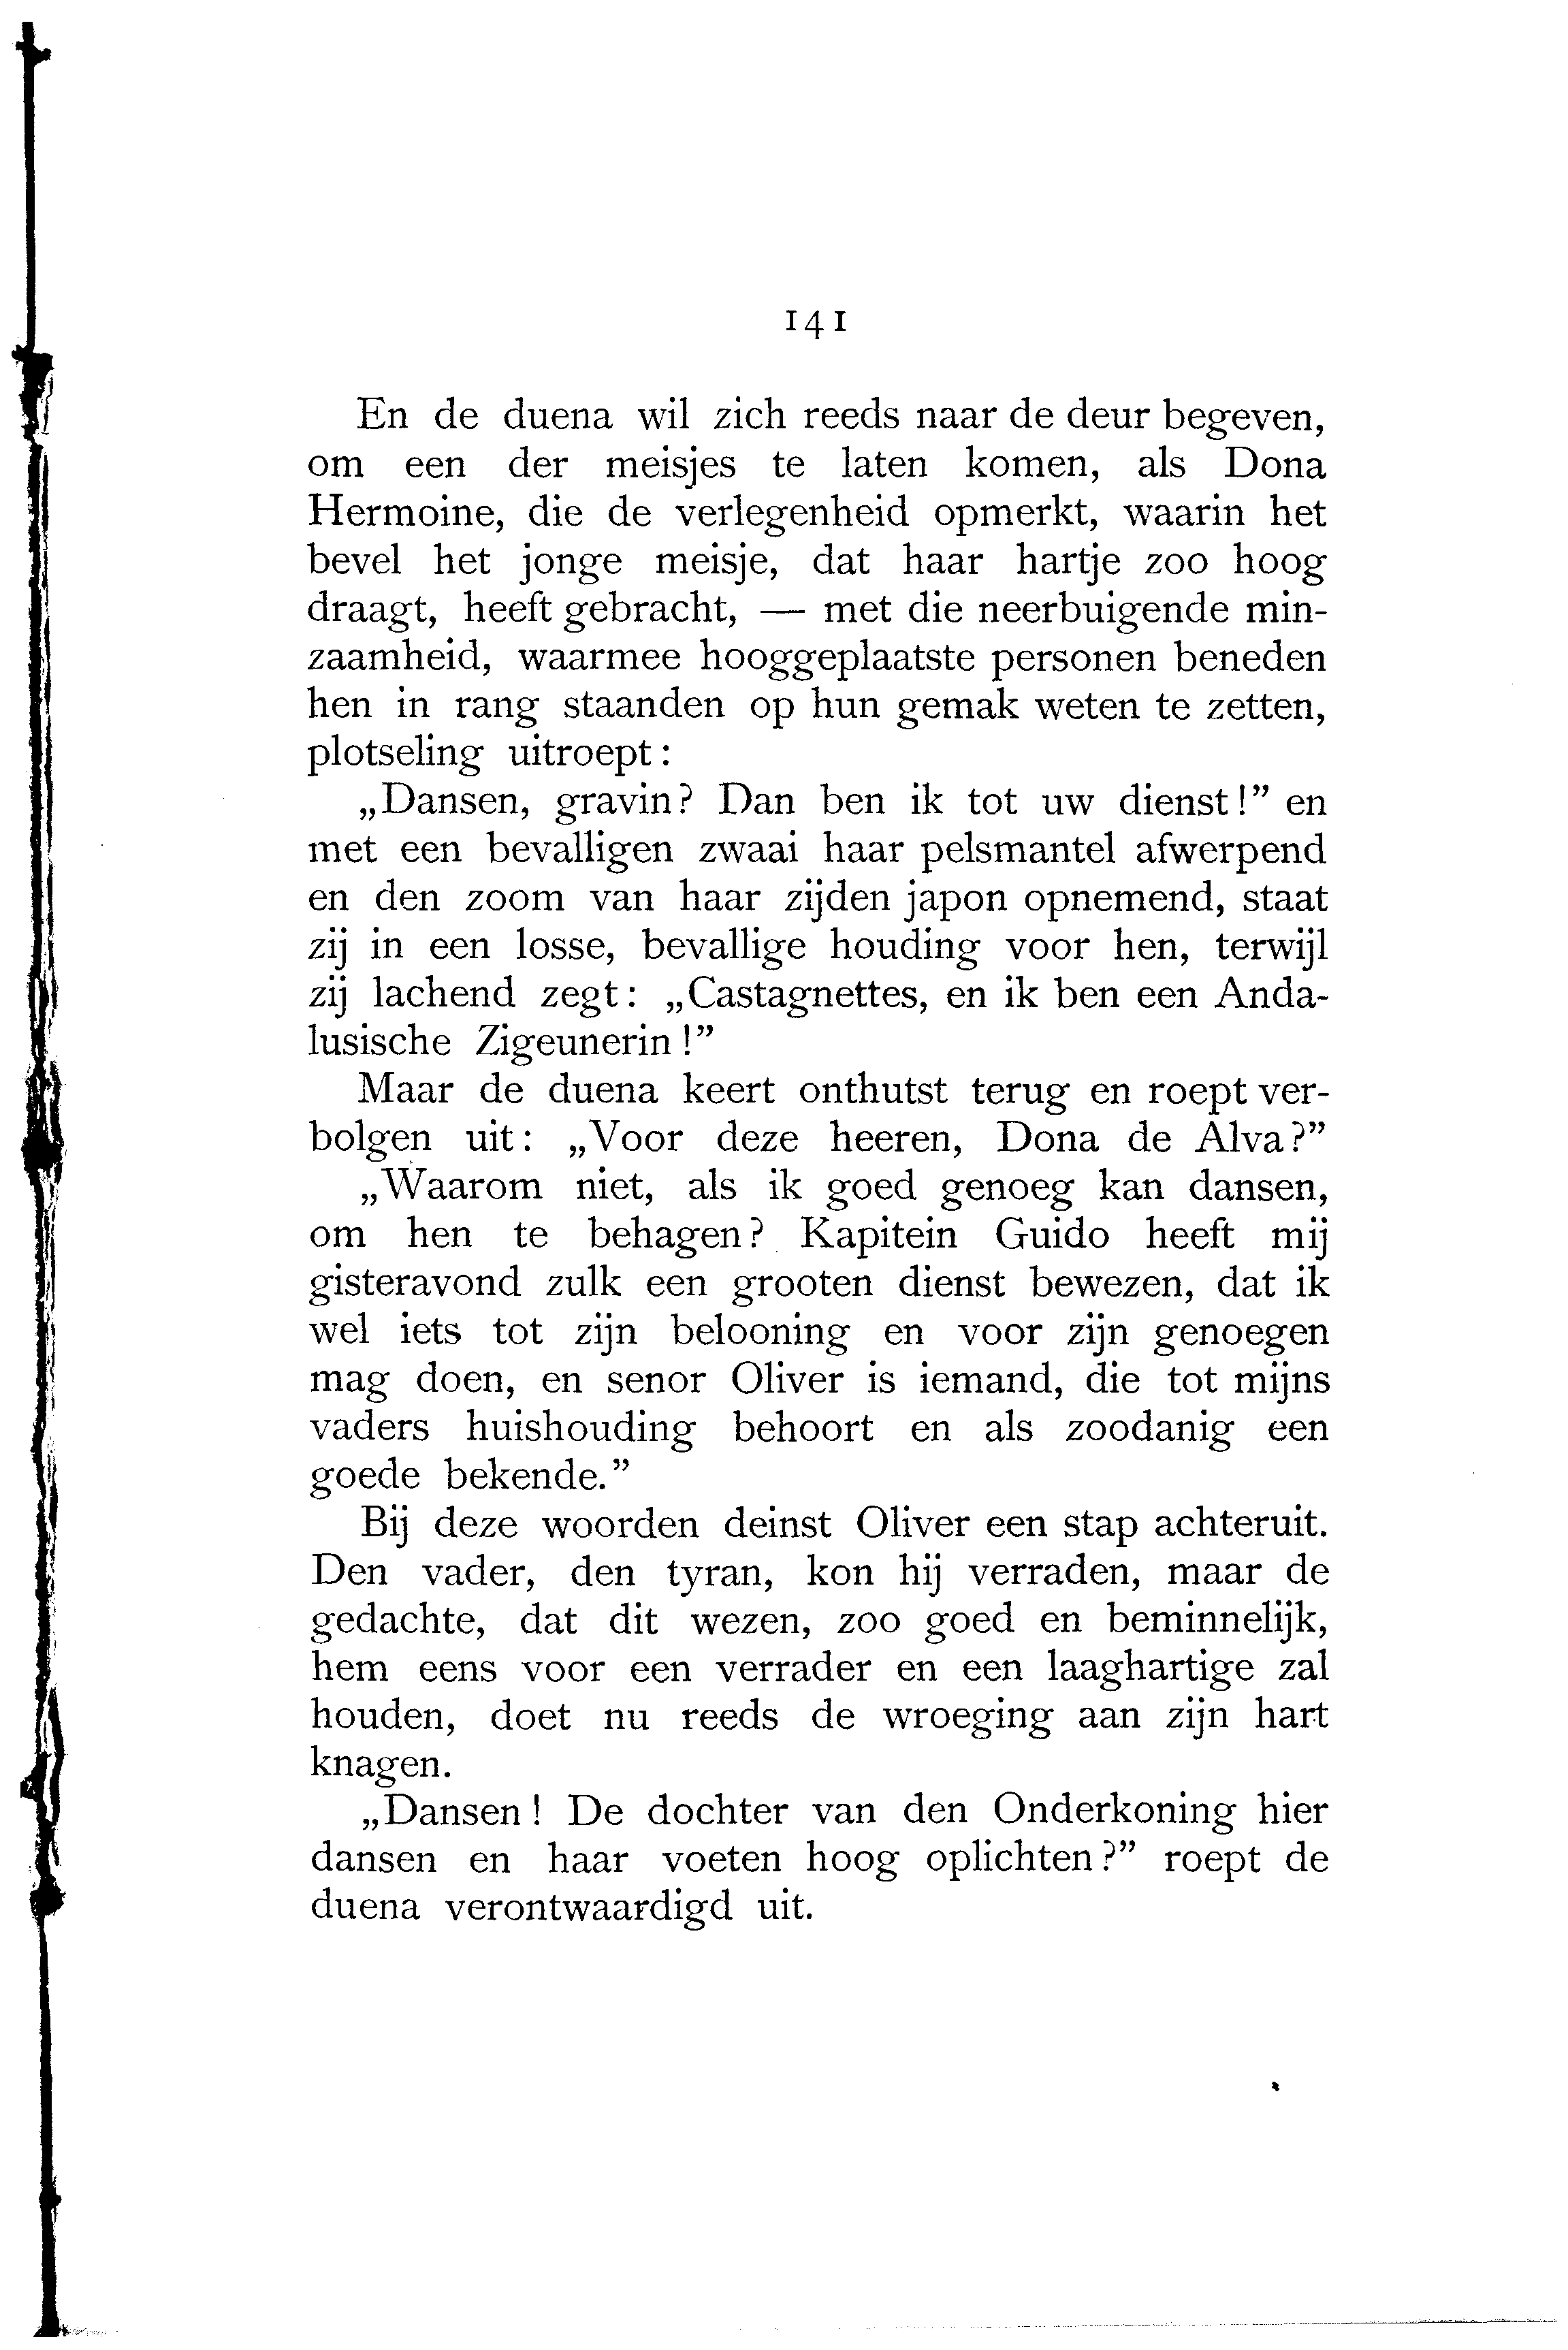 141
En de duena wil zich reeds naar de deur begeven,
om een der meisjes te laten komen, als Dona
Hermoine, die de verlegenheid opmerkt, waarin het
bevel het jonge meisje, dat haar hartje zoo hoog
draagt, heeft gebracht, — met die neerbuigende min-
zaamheid, waarmee hooggeplaatste personen beneden
hen in rang staanden op hun gemak weten te zetten,
plotseling uitroept:
„Dansen, gravin? Dan ben ik tot uw dienst!” en
met een bevalligen zwaai haar pelsmantel afwerpend
en den zoom van haar zijden japon opnemend, staat
zij in een losse, bevallige houding voor hen, terwijl
zij lachend zegt: „Castagnettes, en ik ben een Anda-
lusische Zigeunerin!”
Maar de duena keert onthutst terug en roept ver-
bolgen uit: „Voor deze heeren, Dona de Alva?”
„Waarom niet, als ik goed genoeg kan dansen,
om hen te behagen? Kapitein Guido heeft mij
gisteravond zulk een grooten dienst bewezen, dat ik
wel iets tot zijn belooning en voor zijn genoegen
mag doen, en senor Oliver is iemand, die tot mijns
vaders huishouding behoort en als zoodanig een
goede bekende.”
Bij deze woorden deinst Oliver een stap achteruit.
Den vader, den tyran, kon hij verraden, maar de
gedachte, dat dit wezen, zoo goed en beminnelijk,
hem eens voor een verrader en een laaghartige zal
houden, doet nu reeds de wroeging aan zijn hart
knagen.
„Dansen! De dochter van den Onderkoning hier
dansen en haar voeten hoog oplichten?” roept de
duena verontwaardigd uit.